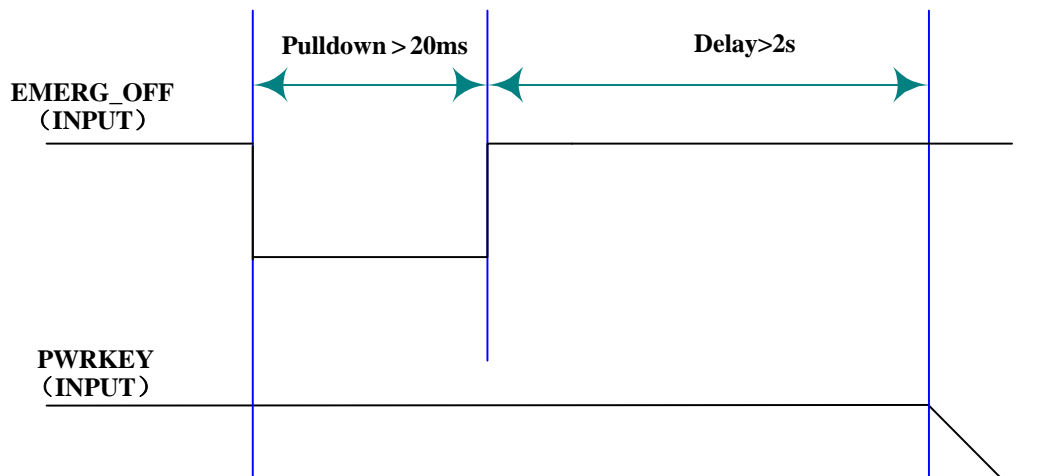 Pulldown > 20ms
Delay>2s
EMERG_OFF
（INPUT）
PWRKEY
（INPUT）